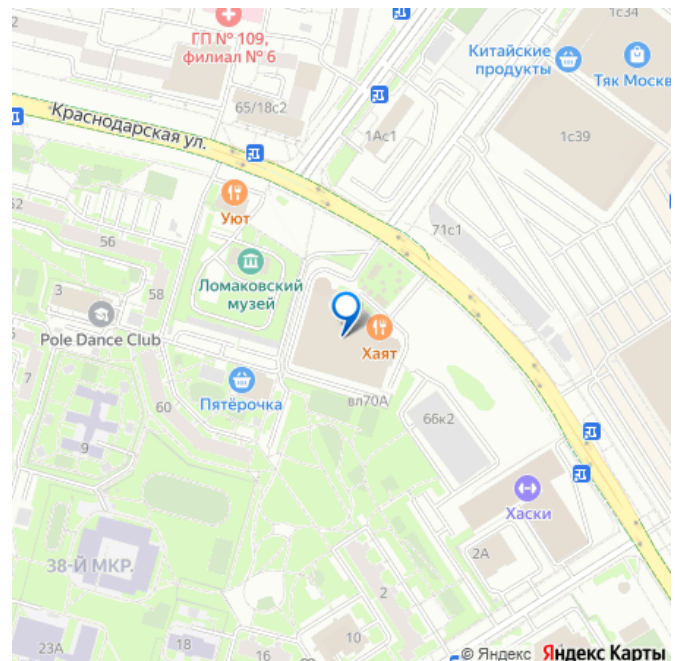 1с34
ГП № 109,
филиал № 6
Китайские
продукты
Тяк Моск
65/18с2
Краснодарская ул.
1Ас1
1с39
Уют
52
56
71с1
Ломаковский
музей
58
3
Pole Dance Club
Хаят
7
Пятёрочка
вл70А
60
66к2
9
Хаски
38-Й МКР.
2А
2
10
23А
18
16
© Яндекс Яндекс Карты